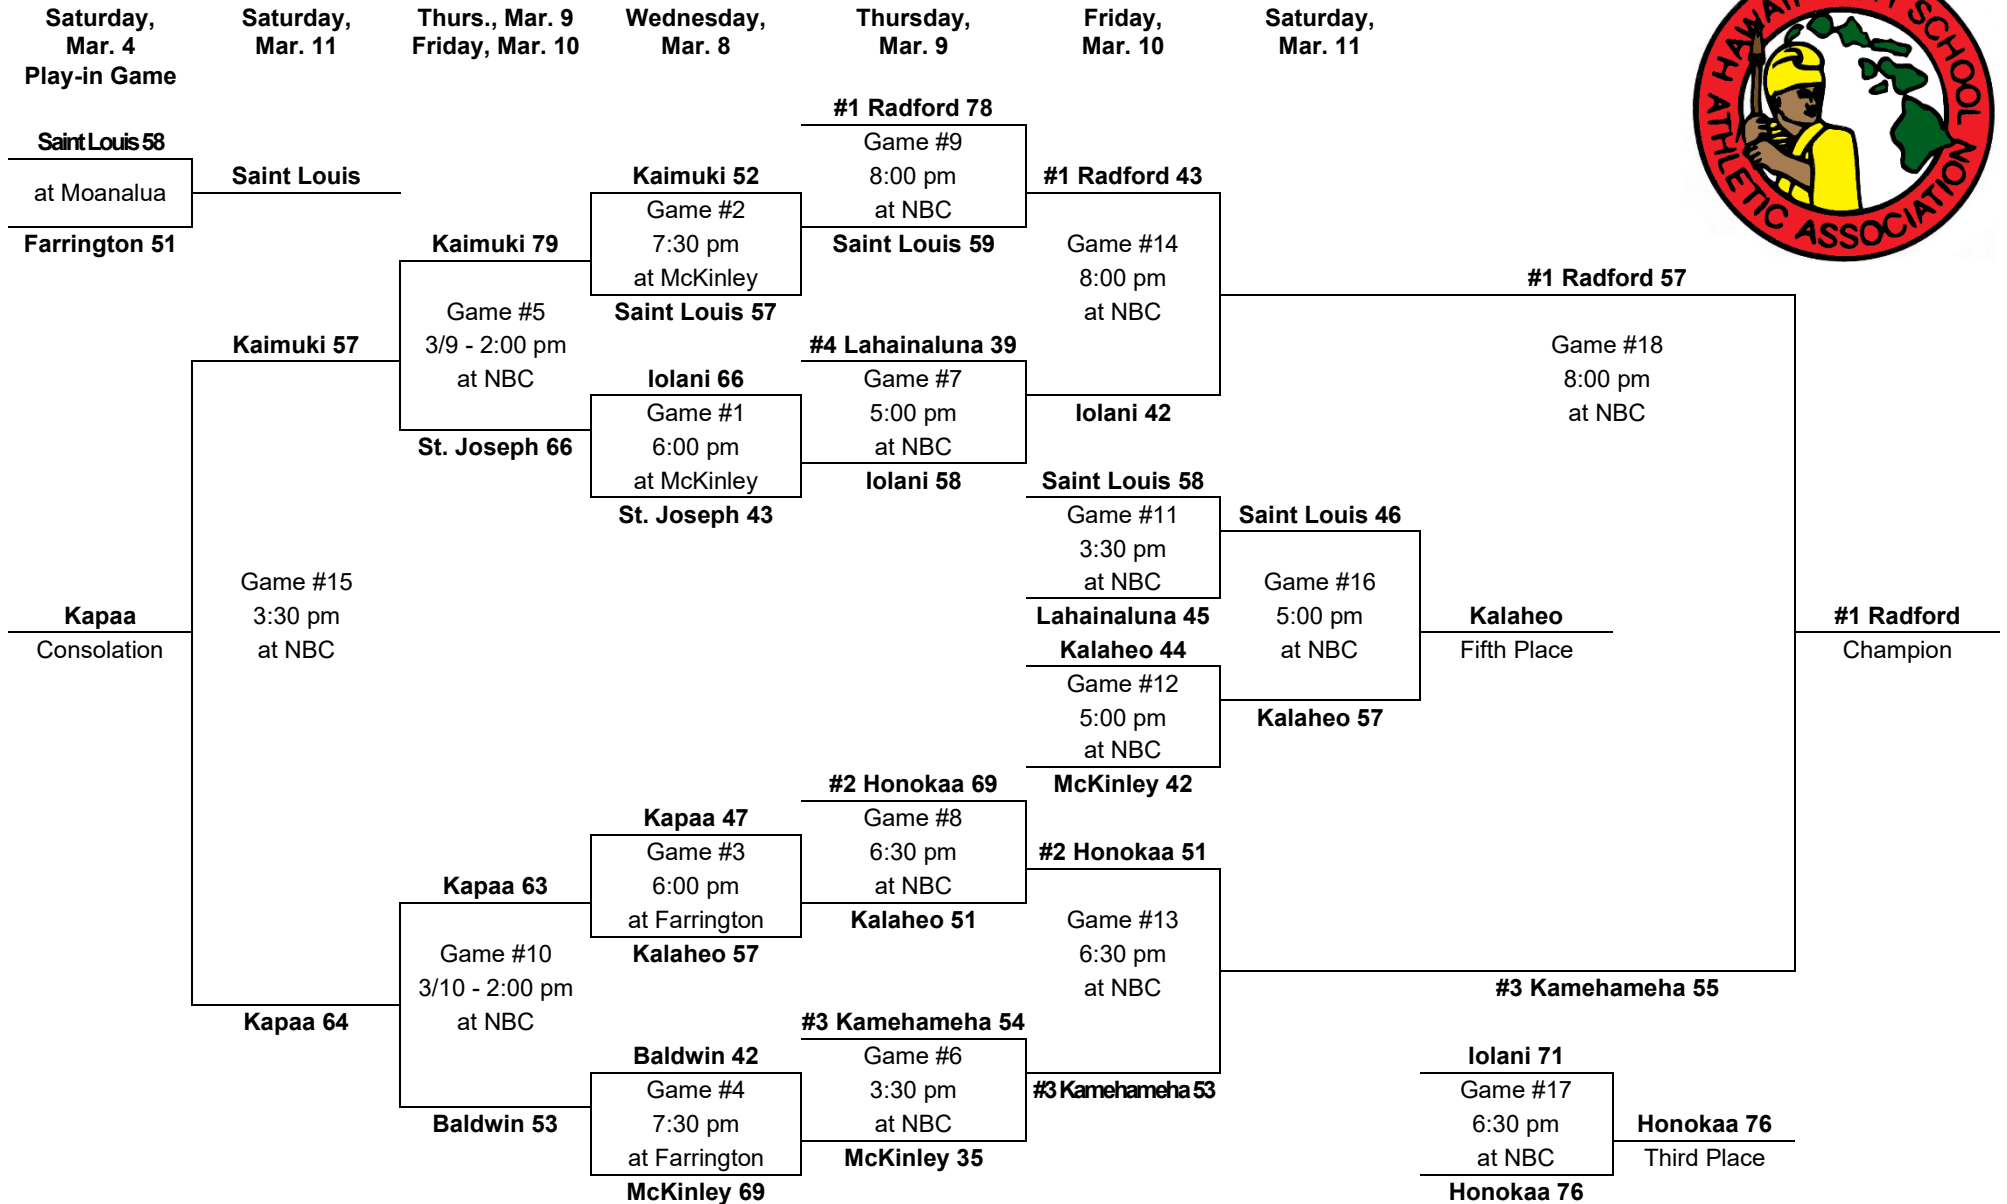 Saturday,
Mar. 4
Play-in Game
Saturday,
Mar. 11
Thurs., Mar. 9
Friday, Mar. 10
Wednesday,
Mar. 8
Thursday,
Mar. 9
Friday,
Mar. 10
Saturday,
Mar. 11
SCHOOL
ATHLETIC ASSOCIATION
Saint Louis 58
at Moanalua
Farrington 51
Saint Louis
Kaimuki 57
Game #15
3:30 pm
at NBC
Kapaa
Consolation
Kapaa 64
Kaimuki 79
Game #5
3/9 - 2:00 pm
at NBC
St. Joseph 66
Kapaa 63
Game #10
3/10 - 2:00 pm
at NBC
Baldwin 53
Kaimuki 52
Game #2
7:30 pm
at McKinley
Saint Louis 57
Iolani 66
Game #1
6:00 pm
at McKinley
St. Joseph 43
Kapaa 47
Game #3
6:00 pm
at Farrington
Kalaheo 57
Baldwin 42
Game #4
7:30 pm
at Farrington
McKinley 69
#1 Radford 78
Game #9
8:00 pm
at NBC
Saint Louis 59
#4 Lahainaluna 39
Game #7
5:00 pm
at NBC
Iolani 58
#2 Honokaa 69
Game #8
6:30 pm
at NBC
Kalaheo 51
#3 Kamehameha 54
Game #6
3:30 pm
at NBC
McKinley 35
#1 Radford 43
Game #14
8:00 pm
at NBC
Iolani 42
Saint Louis 58
Game #11
3:30 pm
at NBC
Lahainaluna 45
Kalaheo 44
Game #12
5:00 pm
at NBC
McKinley 42
#2 Honokaa 51
Game #13
6:30 pm
at NBC
#3 Kamehameha 53
Saint Louis 46
Game #16
5:00 pm
at NBC
Kalaheo 57
Kalaheo
Fifth Place
#1 Radford 57
Game #18
8:00 pm
at NBC
#3 Kamehameha 55
#1 Radford
Champion
Iolani 71
Game #17
6:30 pm
at NBC
Honokaa 76
Honokaa 76
Third Place